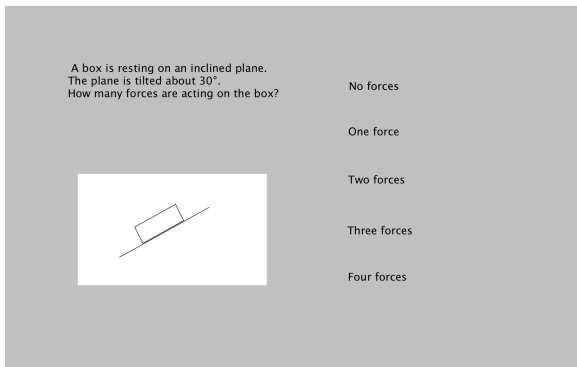 A box is resting on an inclined plane.
The plane is tilted about 30°.
How many forces are acting on the box?
No forces
One force
Two forces
Three forces
Four forces